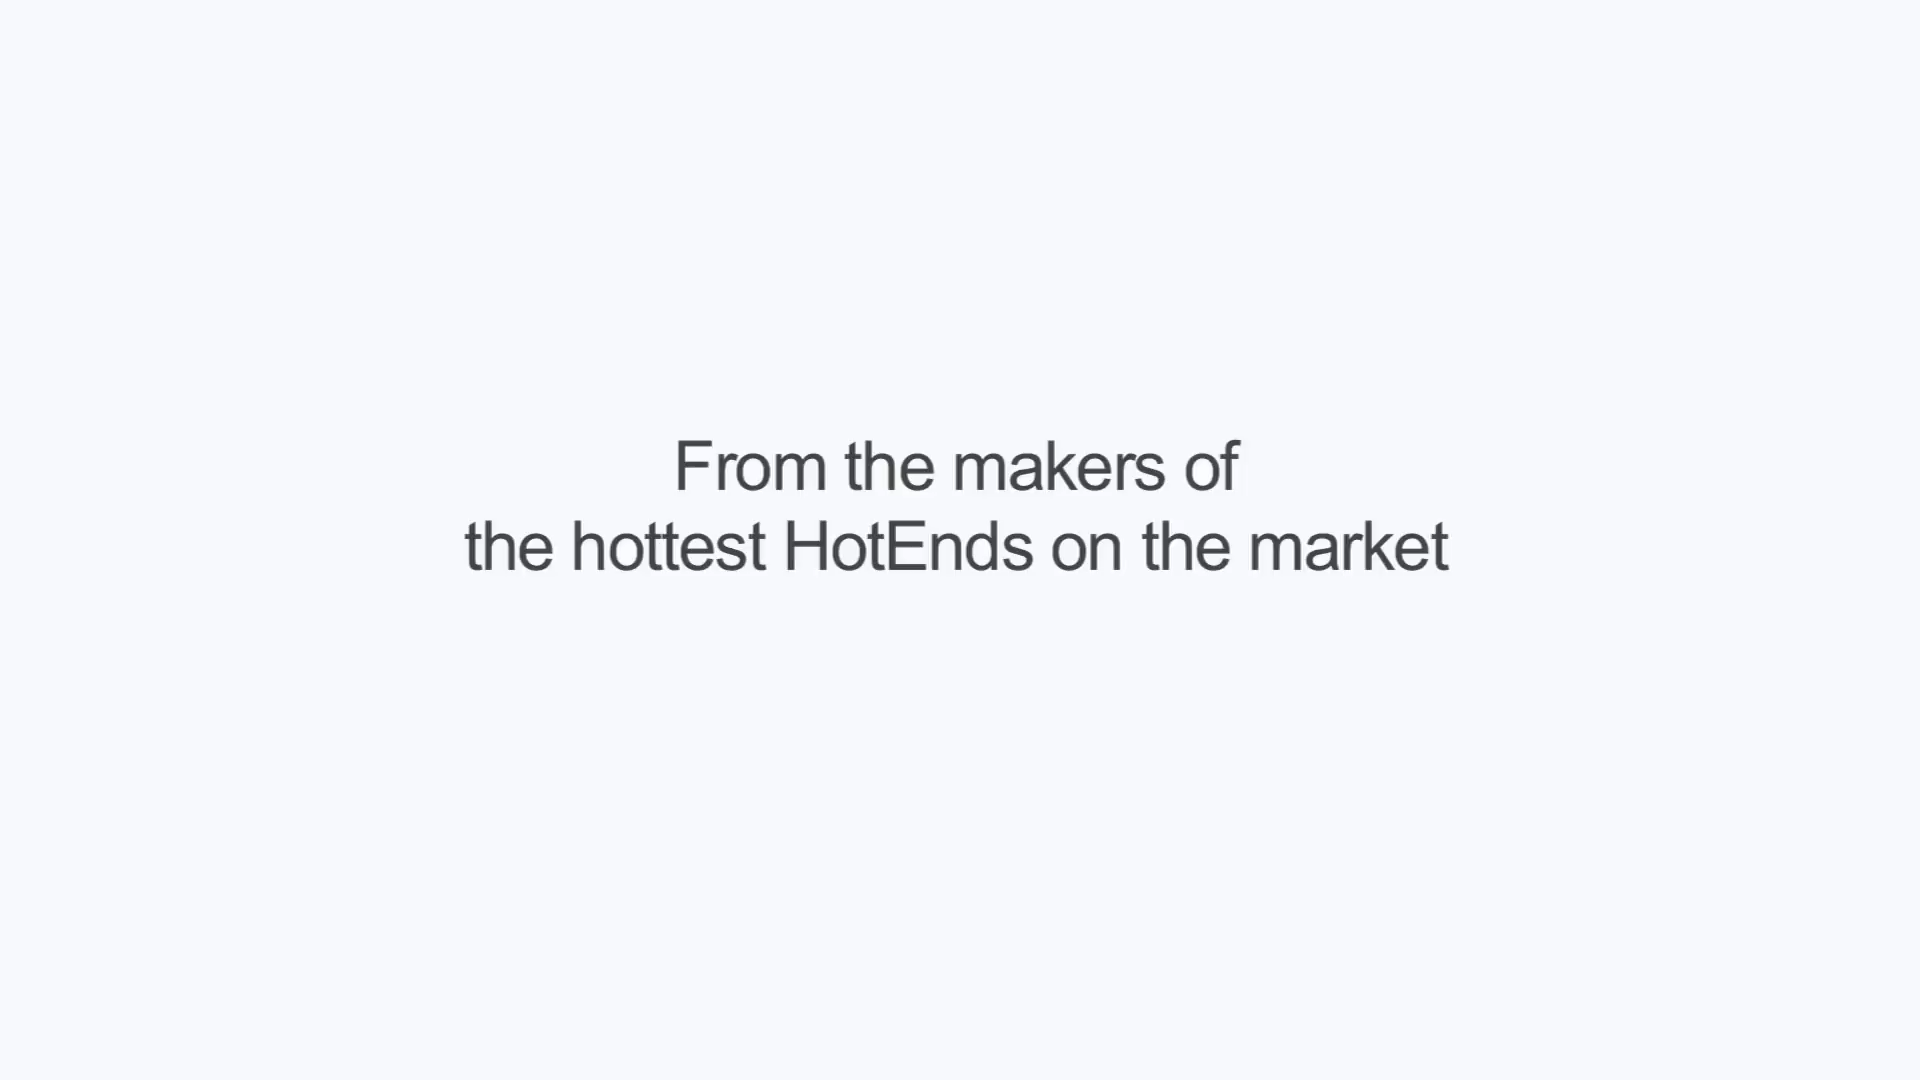 From the makers of
the hottest HotEnds on the market